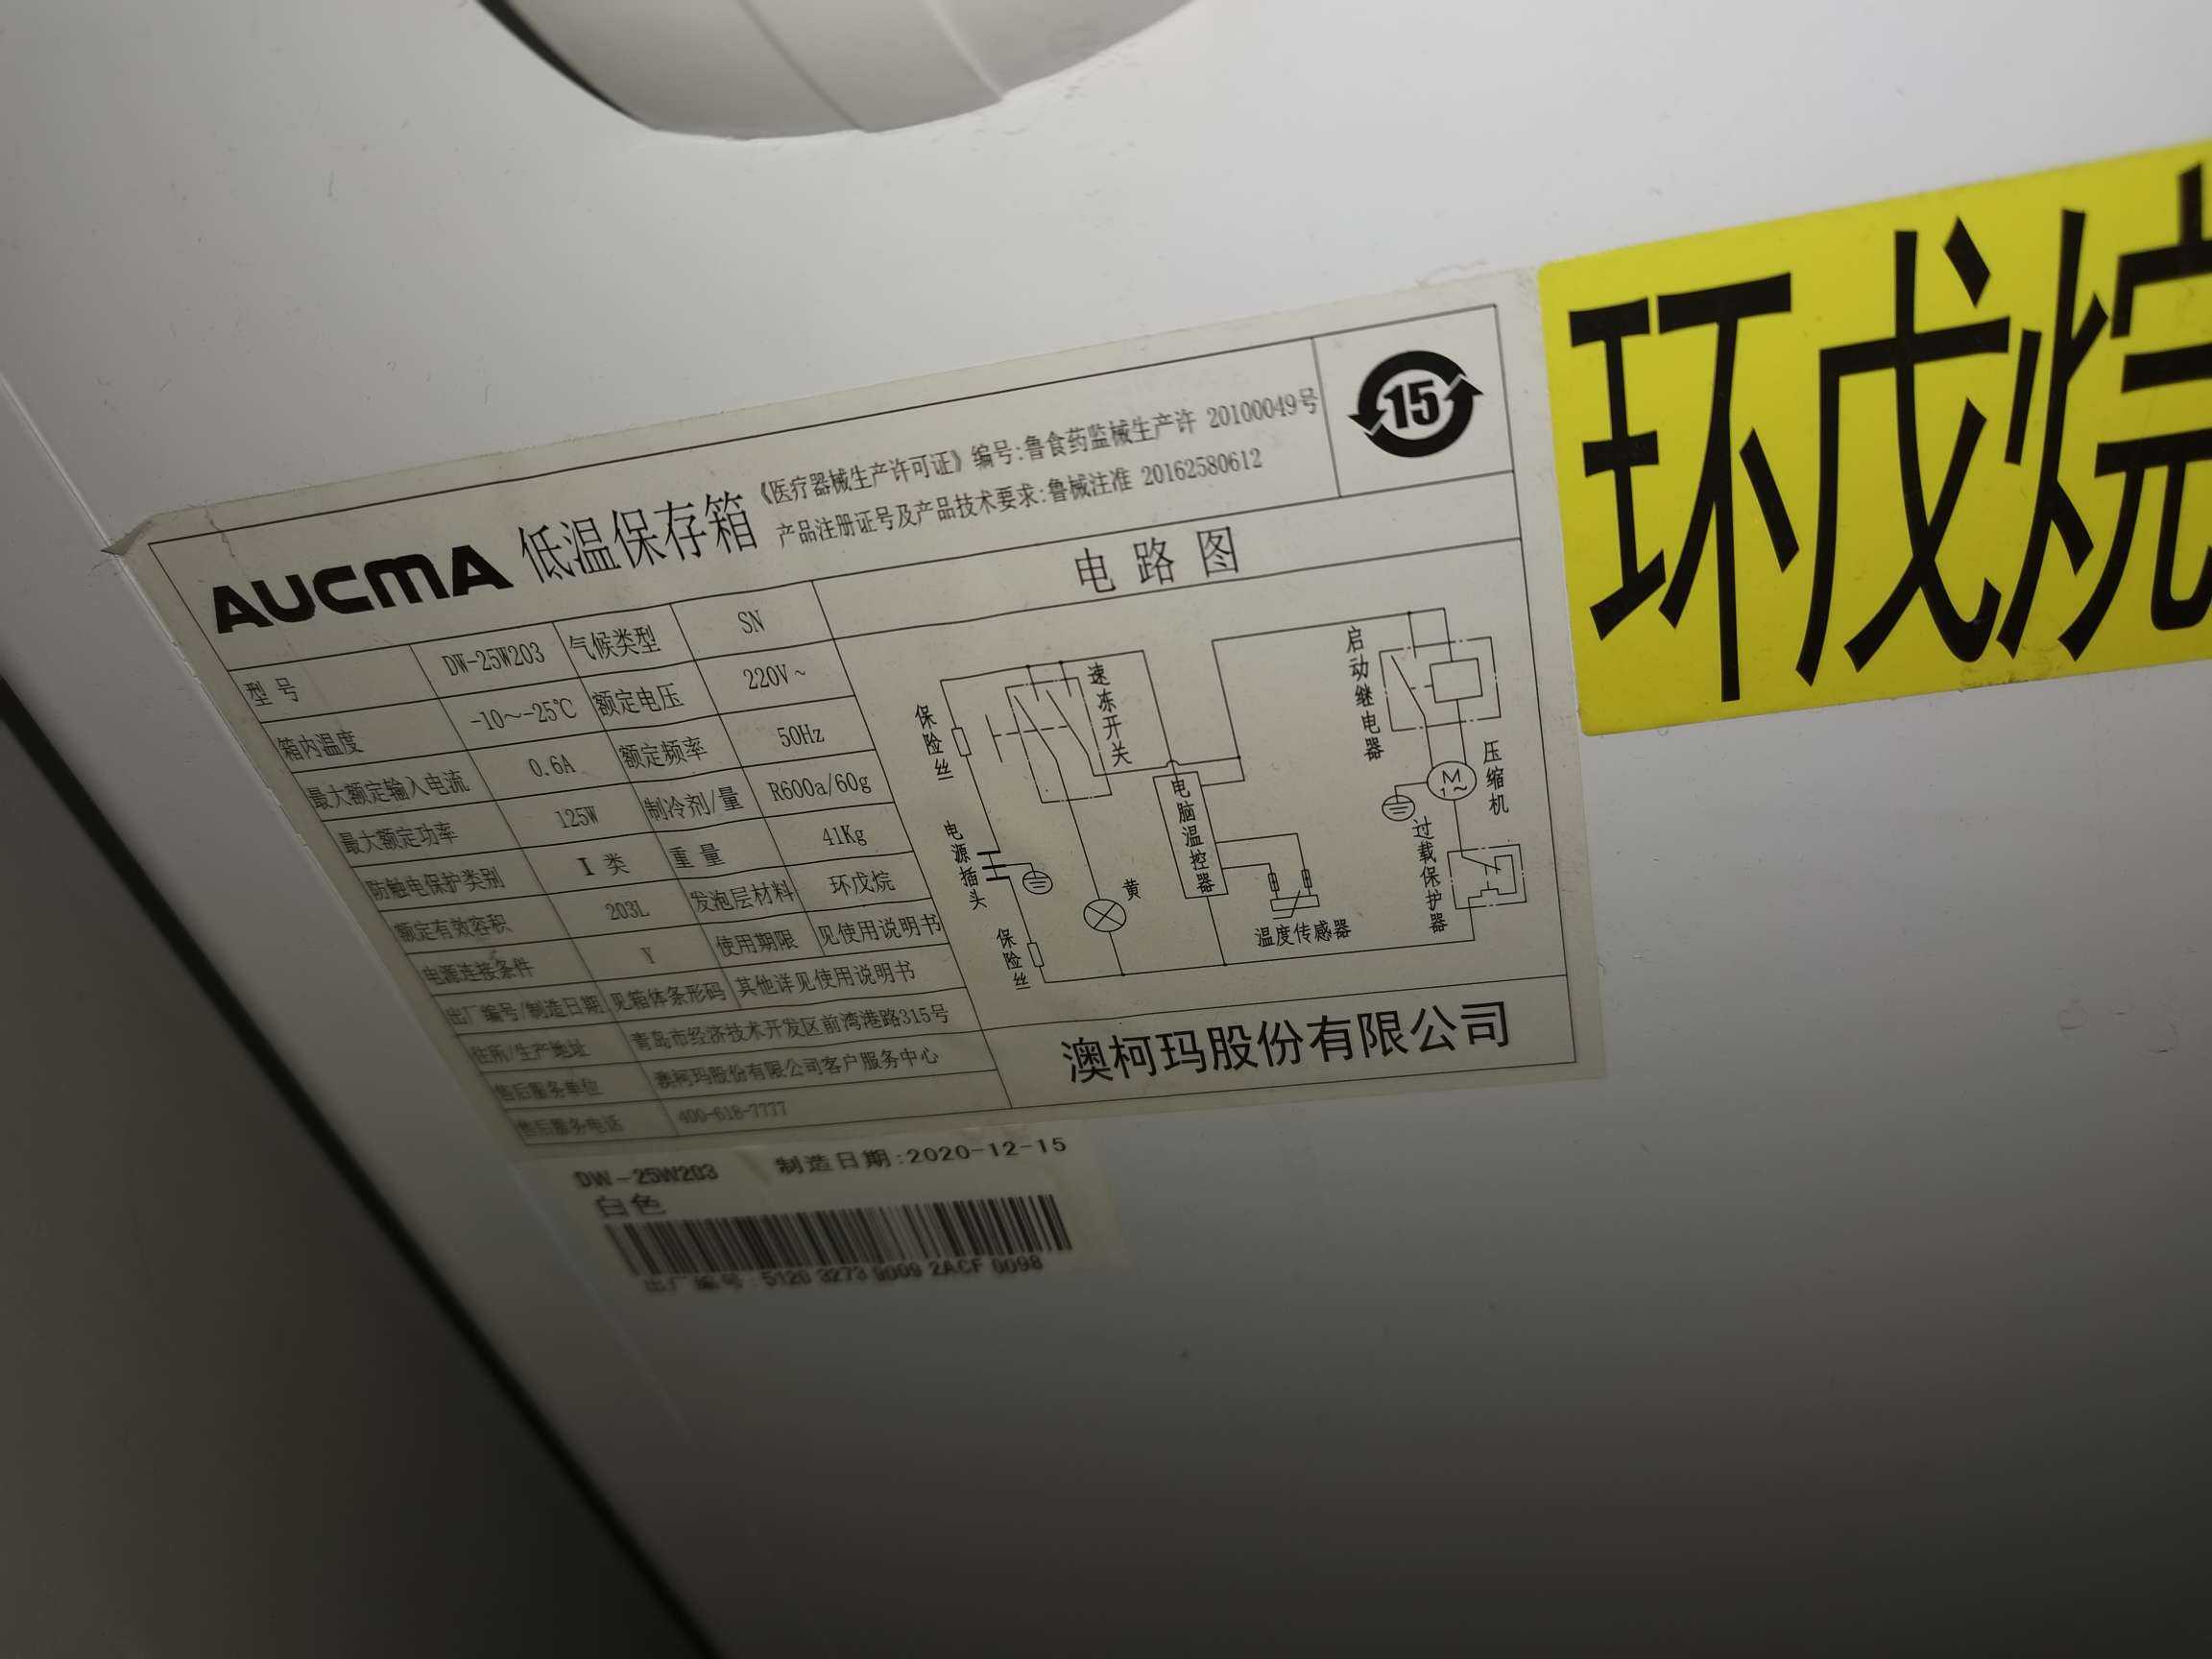 环戊烷
AUCMA 低温保存箱
《医疗器械生产许可证》编号:鲁食药监械生产许 20100049号
产品注册证号及产品技术要求:鲁械注准 20162580612
15
型号 DW-25W203 气候类型 SN
箱内温度 -10～-25℃ 额定电压 220V~
最大额定输入电流 0.6A 额定频率 50Hz
最大额定功率 125W 制冷剂/量 R600a/60g
防触电保护类别 I 类 重量 41Kg
额定有效容积 203L 发泡层材料 环戊烷
电源连接条件 Y 使用期限 见使用说明书
出厂编号/制造日期 见箱体条形码 其他详见使用说明书
住所/生产地址 青岛市经济技术开发区前湾港路315号
售后服务单位 澳柯玛股份有限公司客户服务中心
售后服务电话 400-618-7777
电路图
保险丝
速冻开关
启动继电器
电源插头
电脑温控器
M
1~
压缩机
过载保护器
黄
保险丝
温度传感器
澳柯玛股份有限公司
DW-25W203 制造日期:2020-12-15
白色
出厂编号:5120 3273 0009 2ACF 0098